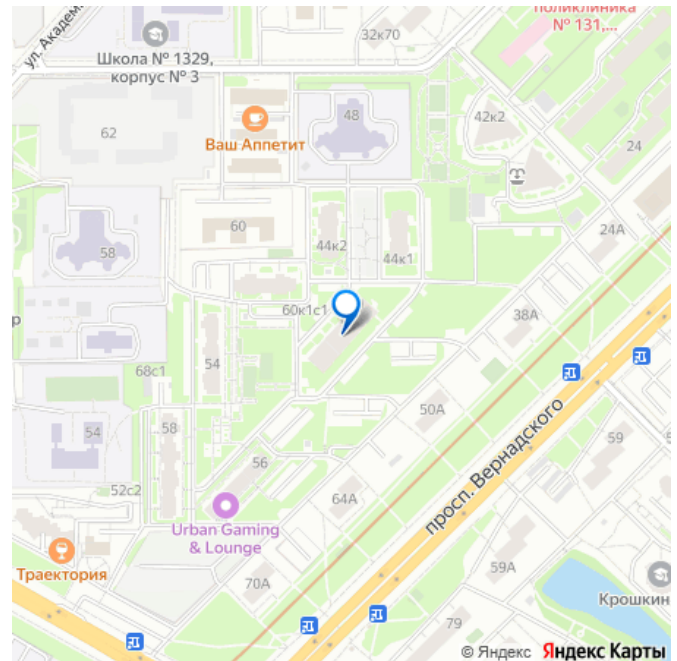 поликлиника
№ 131,...
ул. Академ
32к70
Школа № 1329,
корпус № 3
48
42к2
62
Ваш Аппетит
24
60
24А
44к2
44к1
58
60к1с1
38А
р
54
68с1
50А
просп. Вернадского
58
54
59
56
52с2
64А
Urban Gaming
& Lounge
59А
Траектория
70А
Крошкин
79
© Яндекс Яндекс Карты